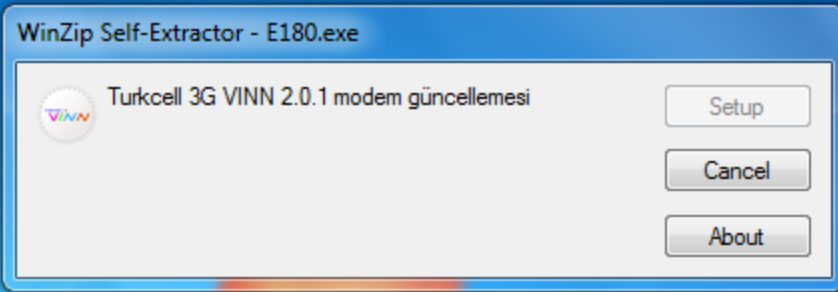 WinZip Self-Extractor - E180.exe
Turkcell 3G VINN 2.0.1 modem güncellemesi
VINN
Setup
Cancel
About